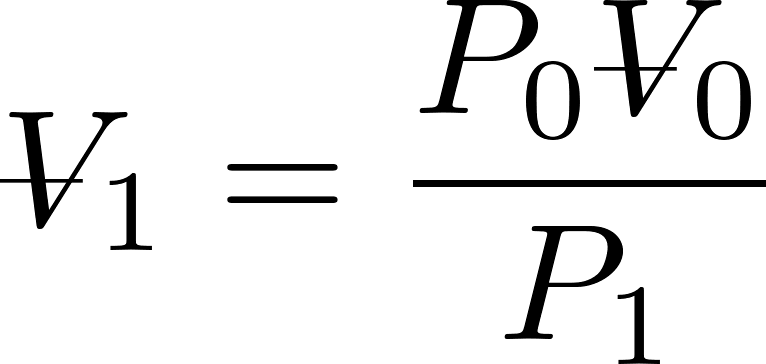 V̶₁ = P₀V̶₀ / P₁